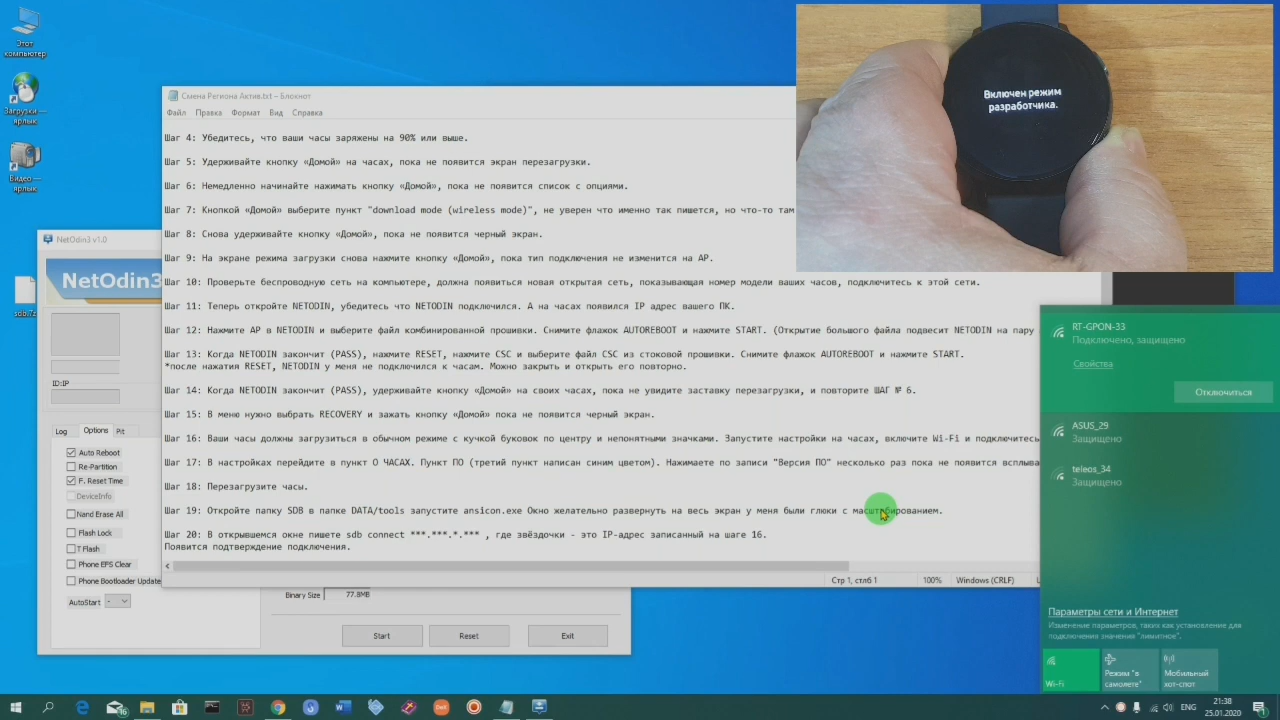 Этот
компьютер
Загрузки —
ярлык
Видео —
ярлык
sdb.7z
Смена Региона Актив.txt – Блокнот
Файл Правка Формат Вид Справка
Шаг 4: Убедитесь, что ваши часы заряжены на 90% или выше.
Шаг 5: Удерживайте кнопку «Домой» на часах, пока не появится экран перезагрузки.
Шаг 6: Немедленно начинайте нажимать кнопку «Домой», пока не появится список с опциями.
Шаг 7: Кнопкой «Домой» выберите пункт "download mode (wireless mode)", не уверен что именно так пишется, но что-то там
Шаг 8: Снова удерживайте кнопку «Домой», пока не появится черный экран.
Шаг 9: На экране режима загрузки снова нажмите кнопку «Домой», пока тип подключения не изменится на AP.
Шаг 10: Проверьте беспроводную сеть на компьютере, должна появиться новая открытая сеть, показывающая номер модели ваших часов, подключитесь к этой сети.
Шаг 11: Теперь откройте NETODIN, убедитесь что NETODIN подключился. А на часах появился IP адрес вашего ПК.
Шаг 12: Нажмите AP в NETODIN и выберите файл комбинированной прошивки. Снимите флажок AUTOREBOOT и нажмите START. (Открытие большого файла подвесит NETODIN на пару
Шаг 13: Когда NETODIN закончит (PASS), нажмите RESET, нажмите CSC и выберите файл CSC из стоковой прошивки. Снимите флажок AUTOREBOOT и нажмите START.
*после нажатия RESET, NETODIN у меня не подключился к часам. Можно закрыть и открыть его повторно.
Шаг 14: Когда NETODIN закончит (PASS), удерживайте кнопку «Домой» на своих часах, пока не увидите заставку перезагрузки, и повторите ШАГ № 6.
Шаг 15: В меню нужно выбрать RECOVERY и зажать кнопку «Домой» пока не появится черный экран.
Шаг 16: Ваши часы должны загрузиться в обычном режиме с кучкой буковок по центру и непонятными значками. Запустите настройки на часах, включите Wi-Fi и подключитесь
Шаг 17: В настройках перейдите в пункт О ЧАСАХ. Пункт ПО (третий пункт написан синим цветом). Нажимаете по записи "Версия ПО" несколько раз пока не появится всплыва
Шаг 18: Перезагрузите часы.
Шаг 19: Откройте папку SDB в папке DATA/tools запустите ansicon.exe Окно желательно развернуть на весь экран у меня были глюки с масштабированием.
Шаг 20: В открывшемся окне пишете sdb connect ***.***.*.*** , где звёздочки - это IP-адрес записанный на шаге 16.
Появится подтверждение подключения.
Стр 1, стлб 1 100% Windows (CRLF)
NetOdin3 v1.0
NetOdin3
ID:IP
Log Options Pit
Auto Reboot
Re-Partition
F. Reset Time
DeviceInfo
Nand Erase All
Flash Lock
T Flash
Phone EPS Clear
Phone Bootloader Update
AutoStart -
Binary Size 77.8MB
Start Reset Exit
Включен режим
разработчика.
RT-GPON-33
Подключено, защищено
Свойства
Отключиться
ASUS_29
Защищено
teleos_34
Защищено
Параметры сети и Интернет
Изменение параметров, таких как установление для
подключения значения "лимитное".
Wi-Fi
Режим "в
самолете"
Мобильный
хот-спот
16
ENG
21:38
25.01.2020
1